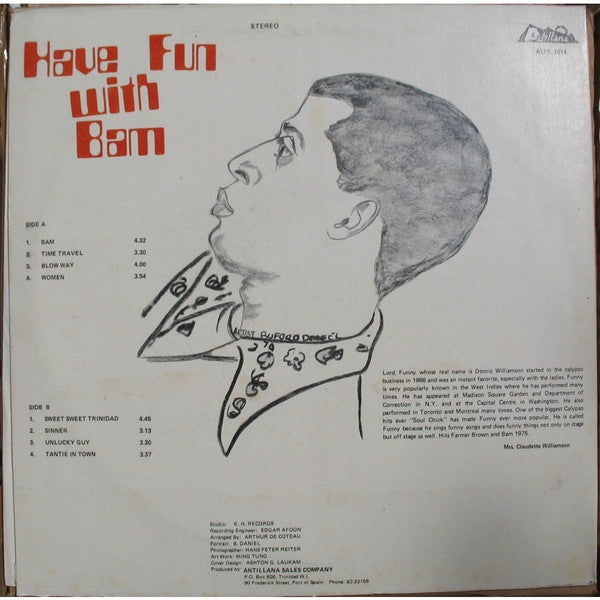 STEREO
Antillana
ALPS. 1014
Have Fun
with
Bam
SIDE A
1. BAM 4.32
2. TIME TRAVEL 3.30
3. BLOW WAY 4.00
4. WOMEN 3.54
ARTIST RUFORD DANIEL
SIDE B
1. SWEET SWEET TRINIDAD 4.45
2. SINNER 3.13
3. UNLUCKY GUY 3.30
4. TANTIE IN TOWN 3.37
Lord Funny whose real name is Donric Williamson started in the calypso
business in 1966 and was an instant favorite, especially with the ladies. Funny
is very popularly known in the West Indies where he has performed many
times. He has appeared at Madison Square Garden and Department of
Correction in N.Y. and at the Capital Centre in Washington. He also
performed in Toronto and Montreal many times. One of the biggest Calypso
hits ever "Soul Chick" has made Funny ever more popular. He is called
Funny because he sings funny songs and does funny things not only on stage
but off stage as well. Hits Farmer Brown and Bam 1975.
Mrs. Claudette Williamson
Studio: K. H. RECORDS
Recording Engineer: EDGAR AFOON
Arranged By: ARTHUR DE COTEAU
Portrait: B. DANIEL
Photographer: HANS PETER REITER
Art Work: MING TUNG
Cover Design: ASHTON G. LAUKAM
Produced by: ANTILLANA SALES COMPANY
P.O. Box 926, Trinidad W.I.
90 Frederick Street, Port of Spain. Phone: 62-32158